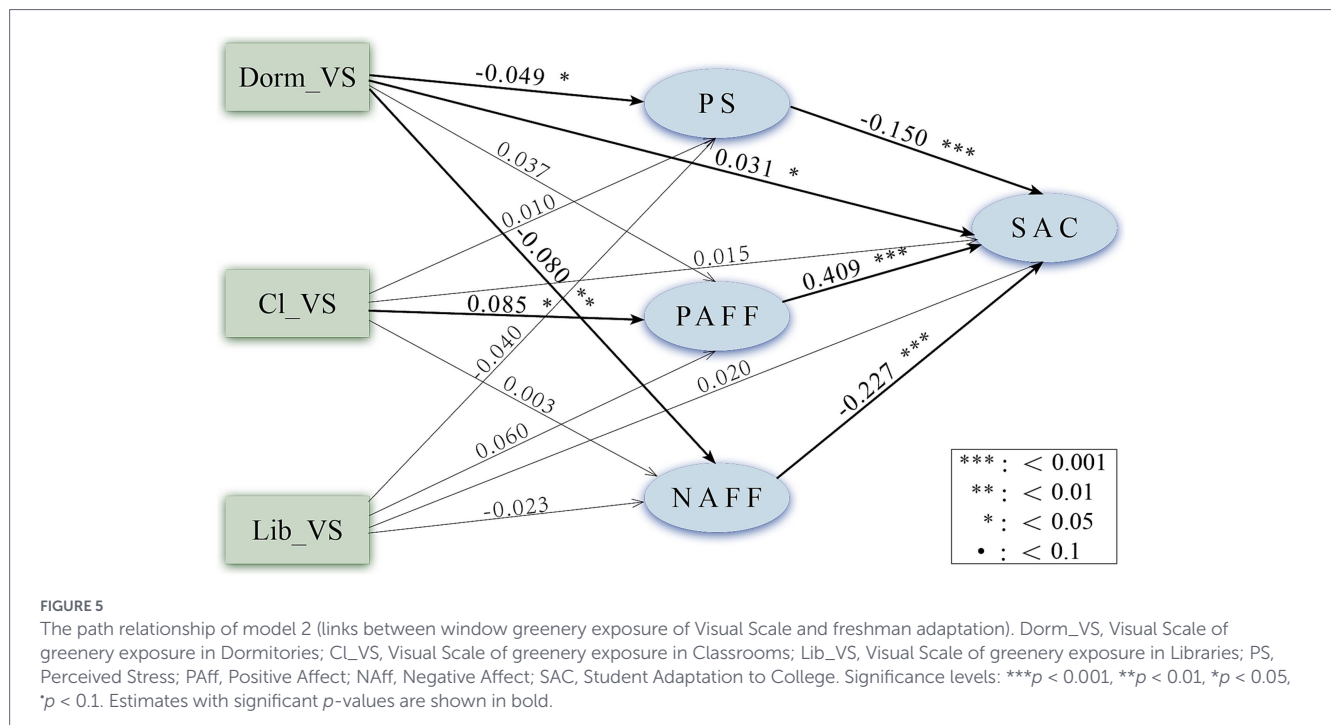 Dorm_VS
-0.049 *
P S
-0.150 ***
0.037
0.031 *
0.010
S A C
-0.080 **
0.015
0.409 ***
Cl_VS
0.085 *
P A F F
-0.040
0.020
0.003
-0.227 ***
0.060
N A F F
-0.023
Lib_VS
*** : < 0.001
** : < 0.01
* : < 0.05
• : < 0.1
FIGURE 5
The path relationship of model 2 (links between window greenery exposure of Visual Scale and freshman adaptation). Dorm_VS, Visual Scale of
greenery exposure in Dormitories; Cl_VS, Visual Scale of greenery exposure in Classrooms; Lib_VS, Visual Scale of greenery exposure in Libraries; PS,
Perceived Stress; PAff, Positive Affect; NAff, Negative Affect; SAC, Student Adaptation to College. Significance levels: ***p < 0.001, **p < 0.01, *p < 0.05,
•p < 0.1. Estimates with significant p-values are shown in bold.